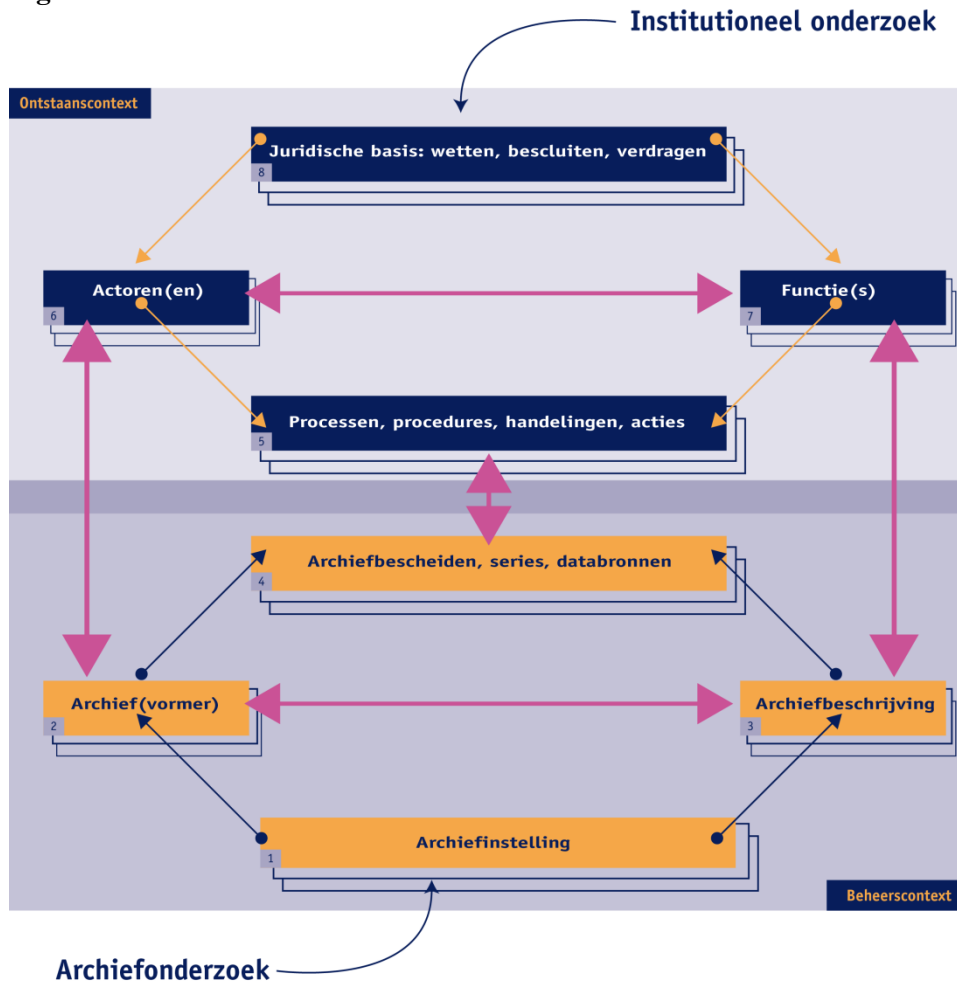 Institutioneel onderzoek
Ontstaanscontext
Juridische basis: wetten, bescluiten, verdragen
8
Actoren(en)
6
Functie(s)
7
Processen, procedures, handelingen, acties
5
Archiefbescheiden, series, databronnen
4
Archief(vormer)
2
Archiefbeschrijving
3
Archiefinstelling
1
Beheerscontext
Archiefonderzoek